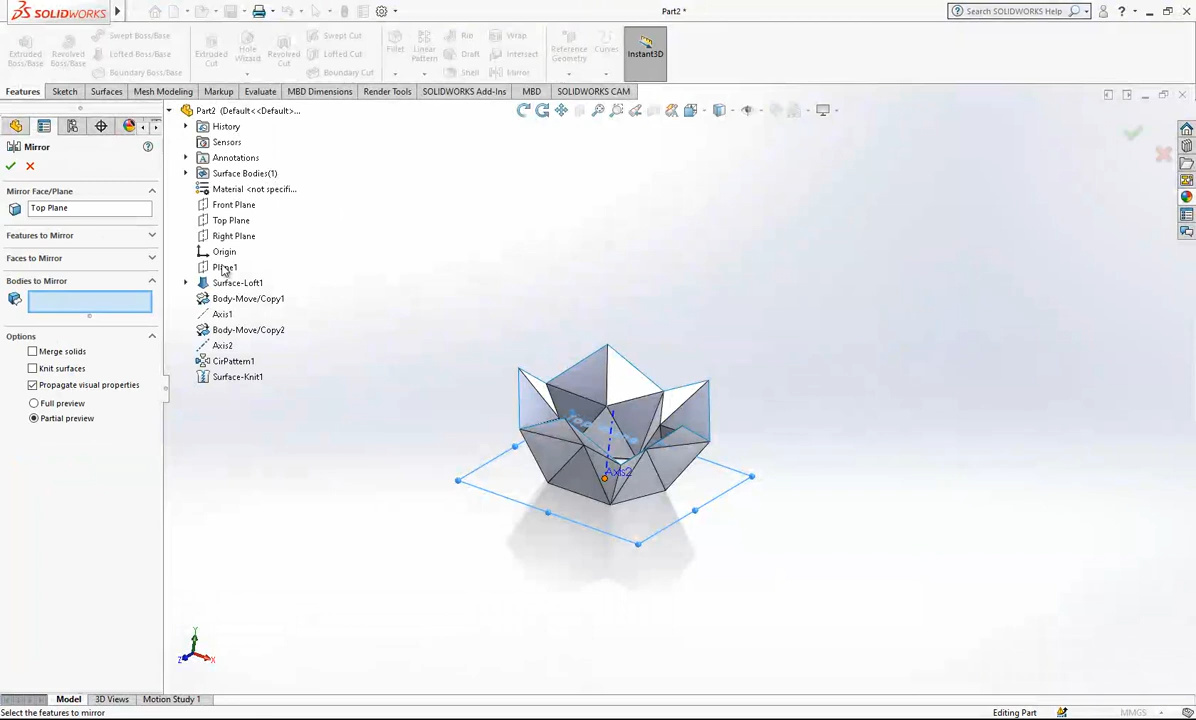 SOLIDWORKS
Part2 *
Search SOLIDWORKS Help
Extruded Boss/Base
Revolved Boss/Base
Swept Boss/Base
Lofted Boss/Base
Boundary Boss/Base
Extruded Cut
Hole Wizard
Revolved Cut
Swept Cut
Lofted Cut
Boundary Cut
Fillet
Linear Pattern
Rib
Draft
Shell
Wrap
Intersect
Mirror
Reference Geometry
Curves
Instant3D
Features
Sketch
Surfaces
Mesh Modeling
Markup
Evaluate
MBD Dimensions
Render Tools
SOLIDWORKS Add-Ins
MBD
SOLIDWORKS CAM
Mirror
Mirror Face/Plane
Top Plane
Features to Mirror
Faces to Mirror
Bodies to Mirror
Options
Merge solids
Knit surfaces
Propagate visual properties
Full preview
Partial preview
Part2 (Default<<Default>...
History
Sensors
Annotations
Surface Bodies(1)
Material <not specifi...
Front Plane
Top Plane
Right Plane
Origin
Plane1
Surface-Loft1
Body-Move/Copy1
Axis1
Body-Move/Copy2
Axis2
CirPattern1
Surface-Knit1
Top Plane
Axis2
Y
Z
X
Model
3D Views
Motion Study 1
Select the features to mirror
Editing Part
MMGS